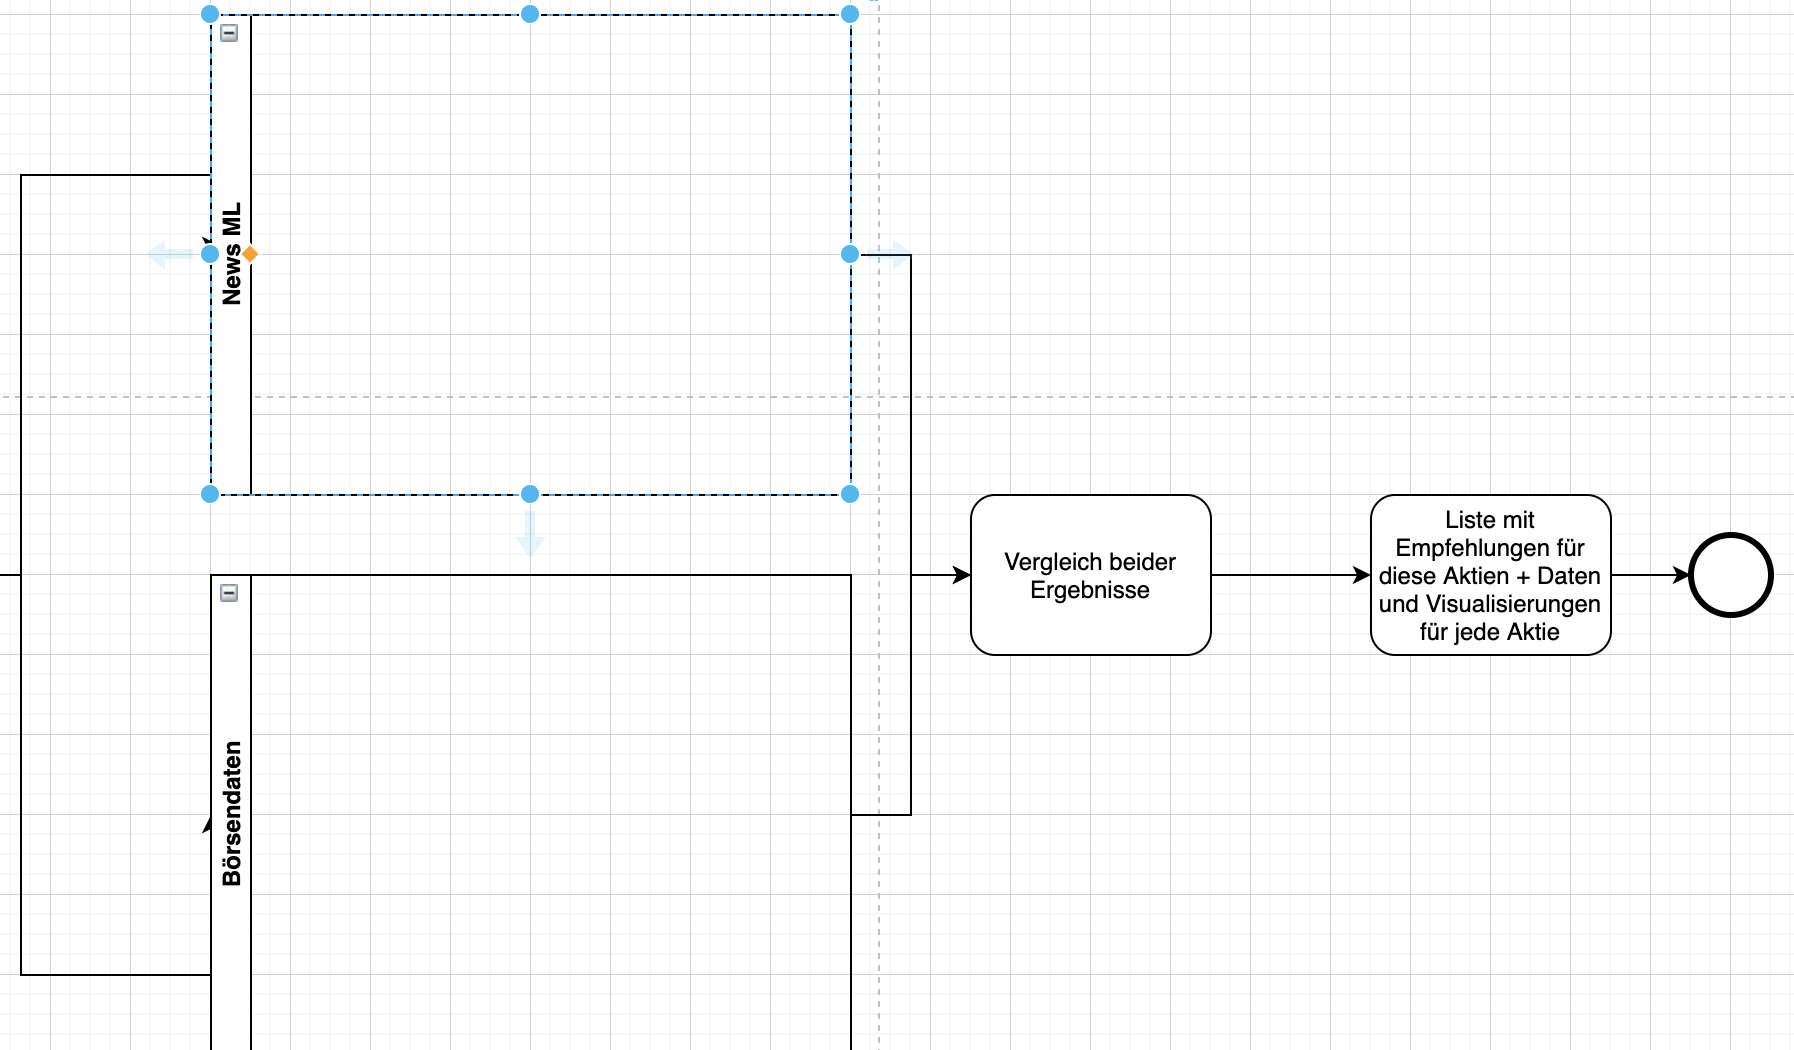 News ML
Börsendaten
Vergleich beider
Ergebnisse
Liste mit
Empfehlungen für
diese Aktien + Daten
und Visualisierungen
für jede Aktie